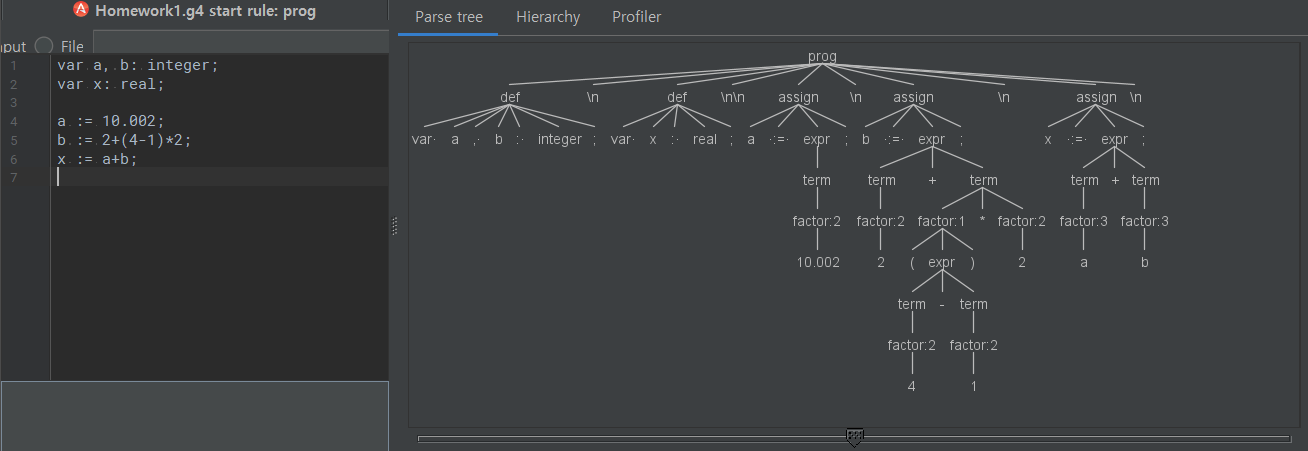 Homework1.g4 start rule: prog
nput File
1 var a, b: integer;
2 var x: real;
3
4 a := 10.002;
5 b := 2+(4-1)*2;
6 x := a+b;
7
Parse tree Hierarchy Profiler
prog
def \n def \n\n assign \n assign \n assign \n
var· a ,· b :· integer ; var· x :· real ; a ·:=· expr ; b ·:=· expr ; x ·:=· expr ;
term term + term term + term
factor:2 factor:2 factor:1 * factor:2 factor:3 factor:3
10.002 2 ( expr ) 2 a b
term - term
factor:2 factor:2
4 1